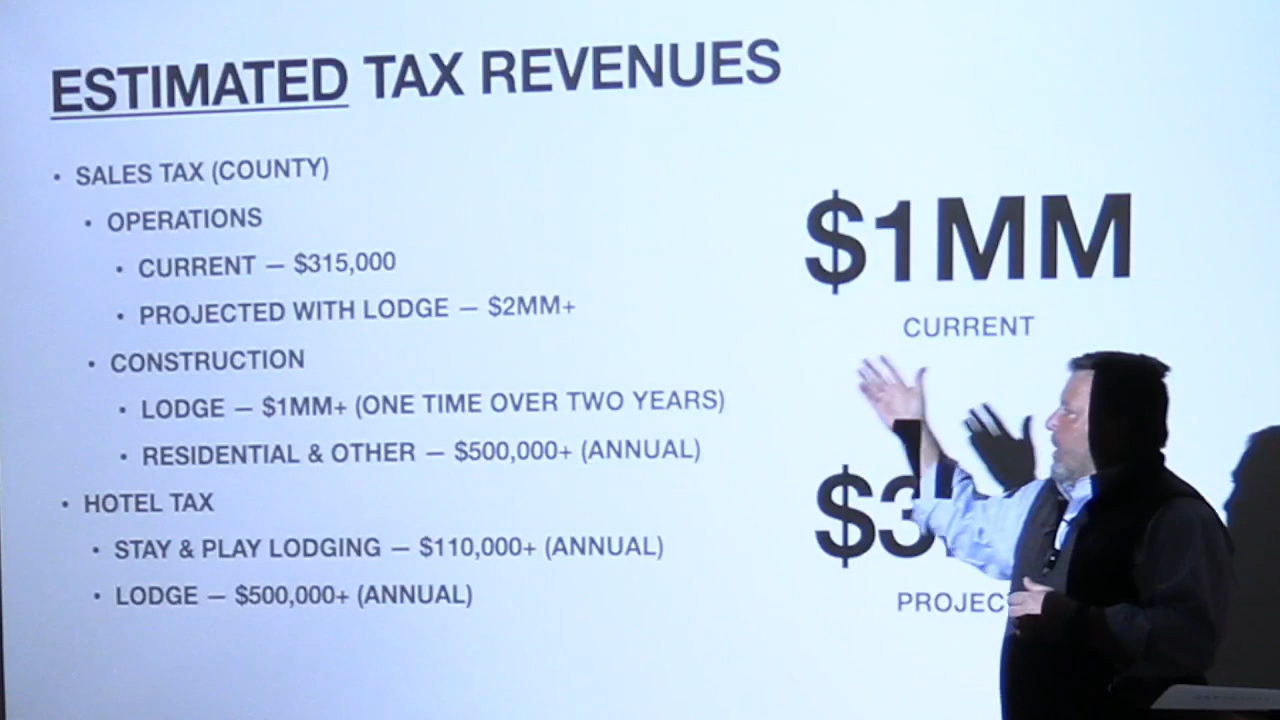 ESTIMATED TAX REVENUES
• SALES TAX (COUNTY)
• OPERATIONS
• CURRENT — $315,000
• PROJECTED WITH LODGE — $2MM+
• CONSTRUCTION
• LODGE — $1MM+ (ONE TIME OVER TWO YEARS)
• RESIDENTIAL & OTHER — $500,000+ (ANNUAL)
• HOTEL TAX
• STAY & PLAY LODGING — $110,000+ (ANNUAL)
• LODGE — $500,000+ (ANNUAL)
$1MM
CURRENT
$3
PROJEC